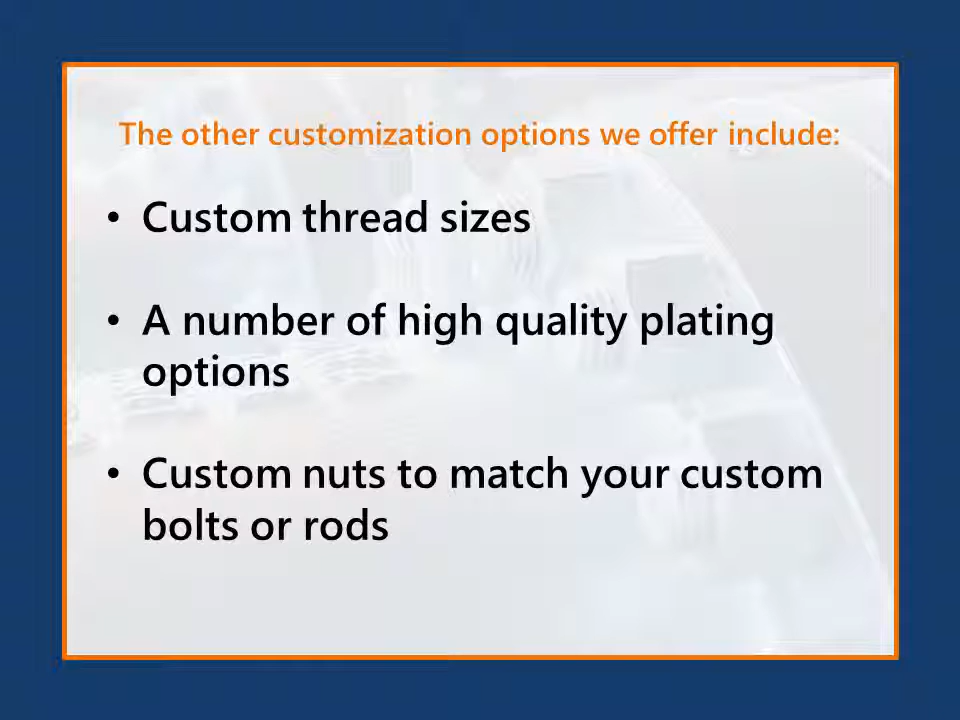 The other customization options we offer include:
• Custom thread sizes
• A number of high quality plating
options
• Custom nuts to match your custom
bolts or rods